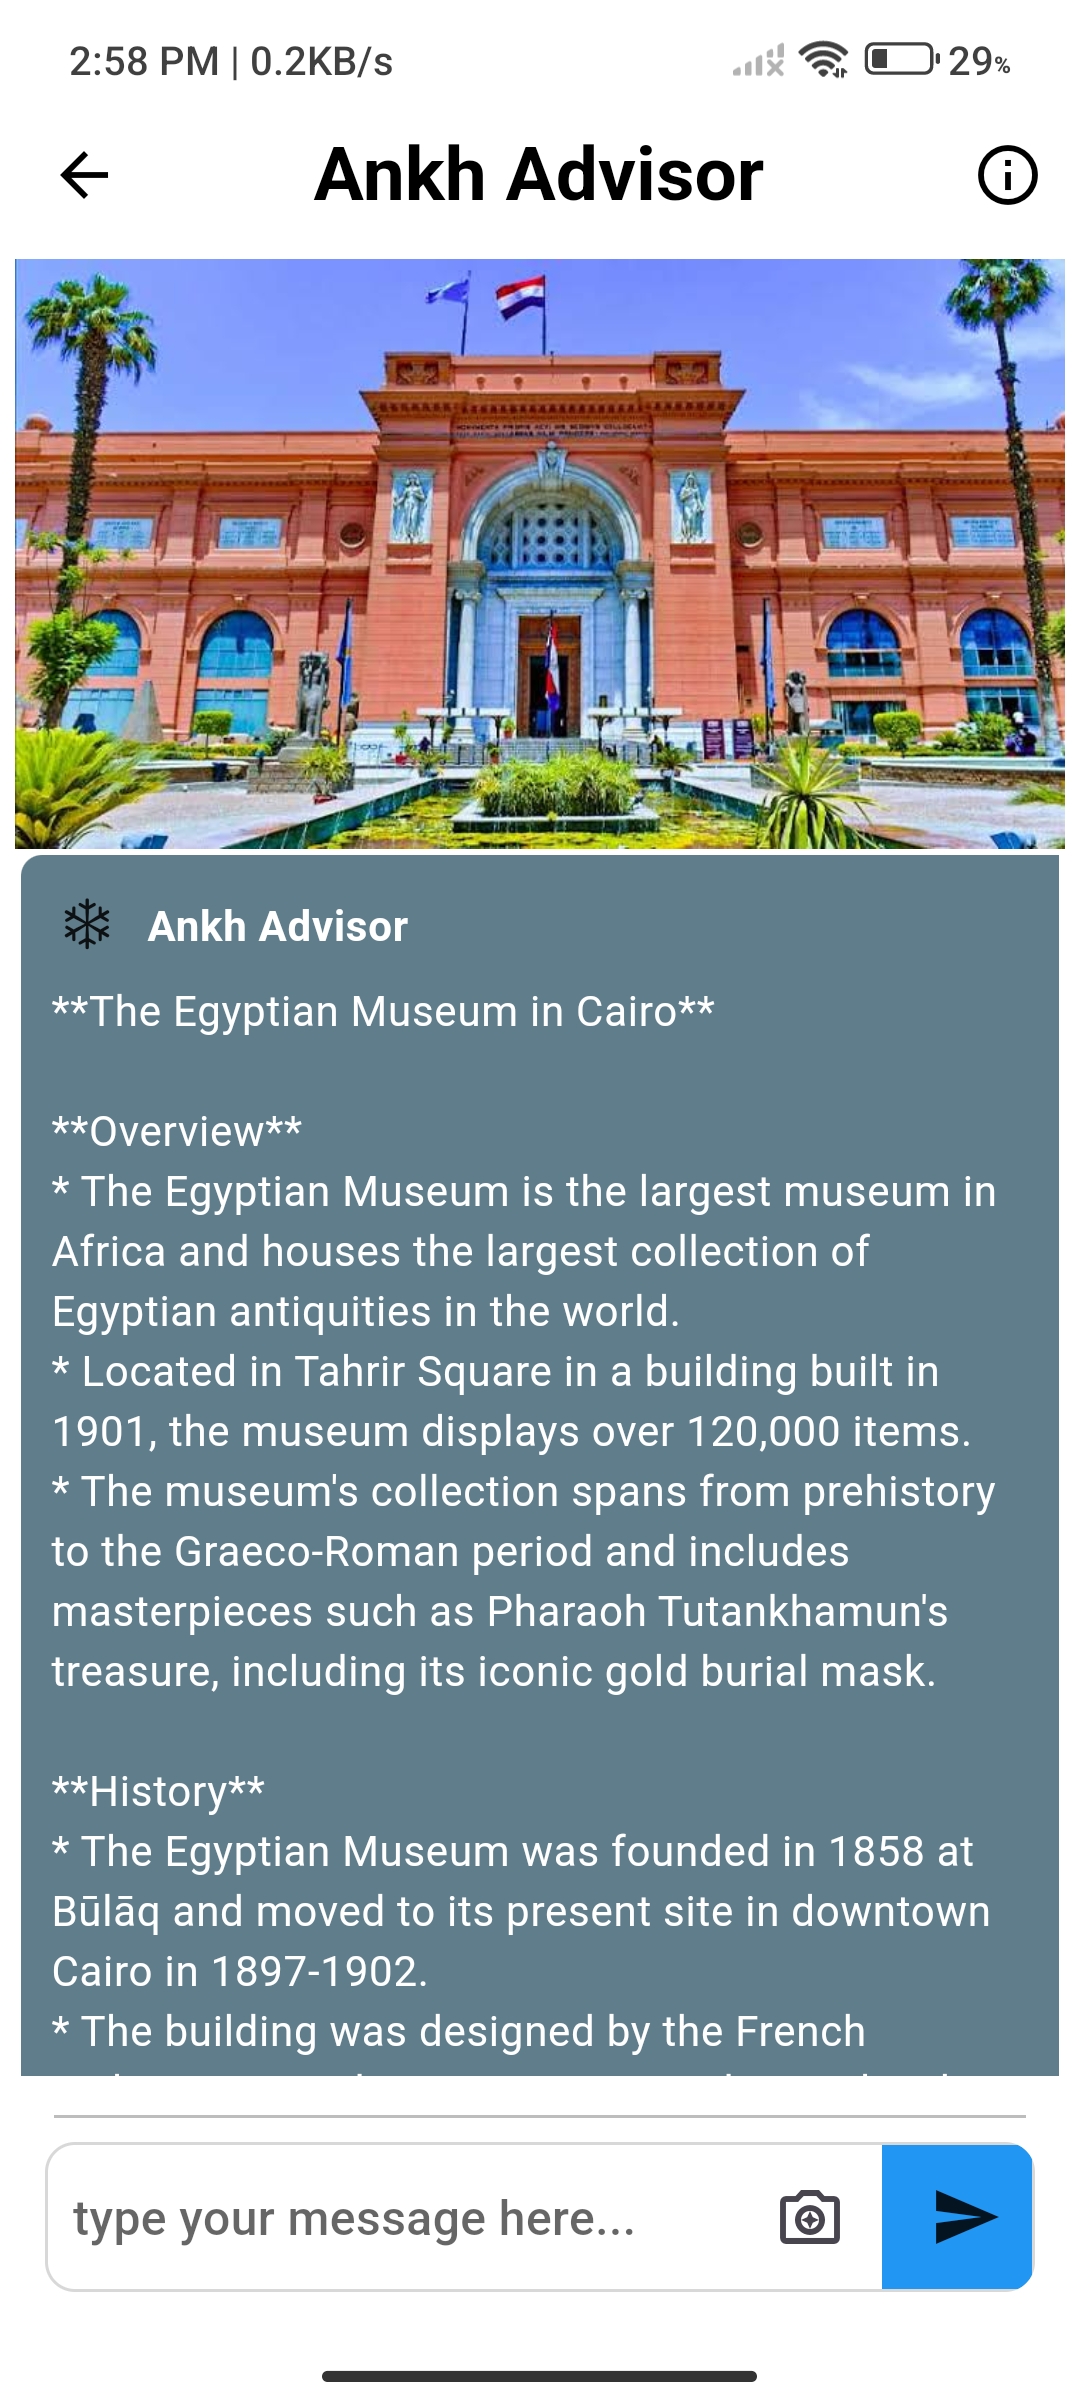 2:58 PM | 0.2KB/s
29%
Ankh Advisor
Ankh Advisor
**The Egyptian Museum in Cairo**
**Overview**
* The Egyptian Museum is the largest museum in
Africa and houses the largest collection of
Egyptian antiquities in the world.
* Located in Tahrir Square in a building built in
1901, the museum displays over 120,000 items.
* The museum's collection spans from prehistory
to the Graeco-Roman period and includes
masterpieces such as Pharaoh Tutankhamun's
treasure, including its iconic gold burial mask.
**History**
* The Egyptian Museum was founded in 1858 at
Būlāq and moved to its present site in downtown
Cairo in 1897-1902.
* The building was designed by the French
type your message here...